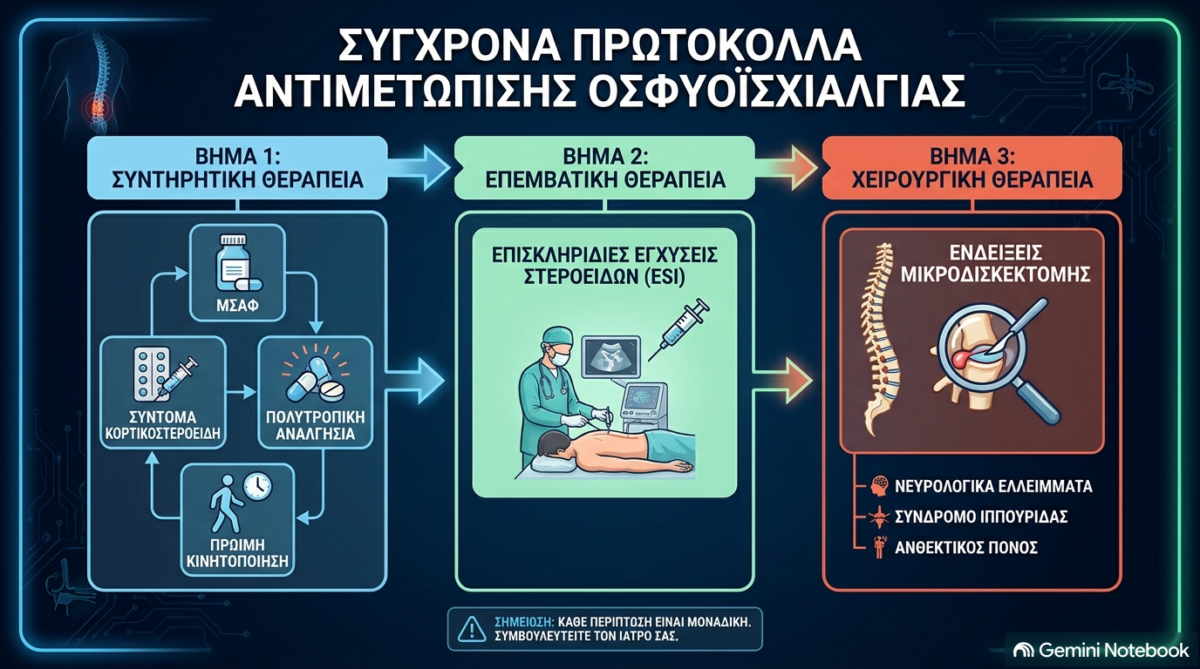 ΣΥΓΧΡΟΝΑ ΠΡΩΤΟΚΟΛΛΑ
ΑΝΤΙΜΕΤΩΠΙΣΗΣ ΟΣΦΥΟΪΣΧΙΑΛΓΙΑΣ
ΒΗΜΑ 1:
ΣΥΝΤΗΡΗΤΙΚΗ ΘΕΡΑΠΕΙΑ
ΜΣΑΦ
ΣΥΝΤΟΜΑ
ΚΟΡΤΙΚΟΣΤΕΡΟΕΙΔΗ
ΠΟΛΥΤΡΟΠΙΚΗ
ΑΝΑΛΓΗΣΙΑ
ΠΡΩΙΜΗ
ΚΙΝΗΤΟΠΟΙΗΣΗ
ΒΗΜΑ 2:
ΕΠΕΜΒΑΤΙΚΗ ΘΕΡΑΠΕΙΑ
ΕΠΙΣΚΛΗΡΙΔΙΕΣ ΕΓΧΥΣΕΙΣ
ΣΤΕΡΟΕΙΔΩΝ (ESI)
ΒΗΜΑ 3:
ΧΕΙΡΟΥΡΓΙΚΗ ΘΕΡΑΠΕΙΑ
ΕΝΔΕΙΞΕΙΣ
ΜΙΚΡΟΔΙΣΚΕΚΤΟΜΗΣ
ΝΕΥΡΟΛΟΓΙΚΑ ΕΛΛΕΙΜΜΑΤΑ
ΣΥΝΔΡΟΜΟ ΙΠΠΟΥΡΙΔΑΣ
ΑΝΘΕΚΤΙΚΟΣ ΠΟΝΟΣ
ΣΗΜΕΙΩΣΗ: ΚΑΘΕ ΠΕΡΙΠΤΩΣΗ ΕΙΝΑΙ ΜΟΝΑΔΙΚΗ.
ΣΥΜΒΟΥΛΕΥΤΕΙΤΕ ΤΟΝ ΙΑΤΡΟ ΣΑΣ.
Gemini Notebook